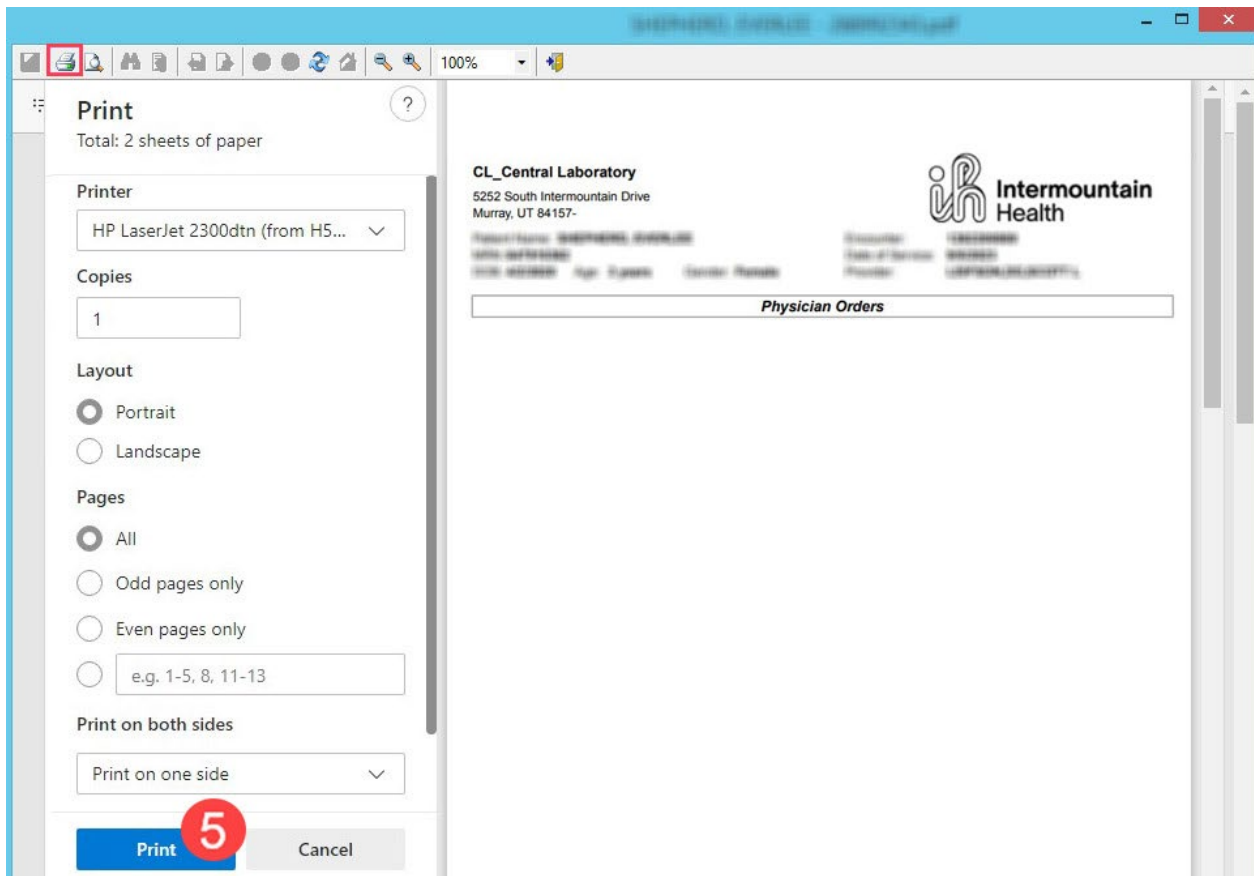 100%
Print
?
Total: 2 sheets of paper
Printer
HP LaserJet 2300dtn (from H5...
Copies
1
Layout
Portrait
Landscape
Pages
All
Odd pages only
Even pages only
e.g. 1-5, 8, 11-13
Print on both sides
Print on one side
5
Print
Cancel
CL_Central Laboratory
5252 South Intermountain Drive
Murray, UT 84157-
Intermountain
Health
Physician Orders